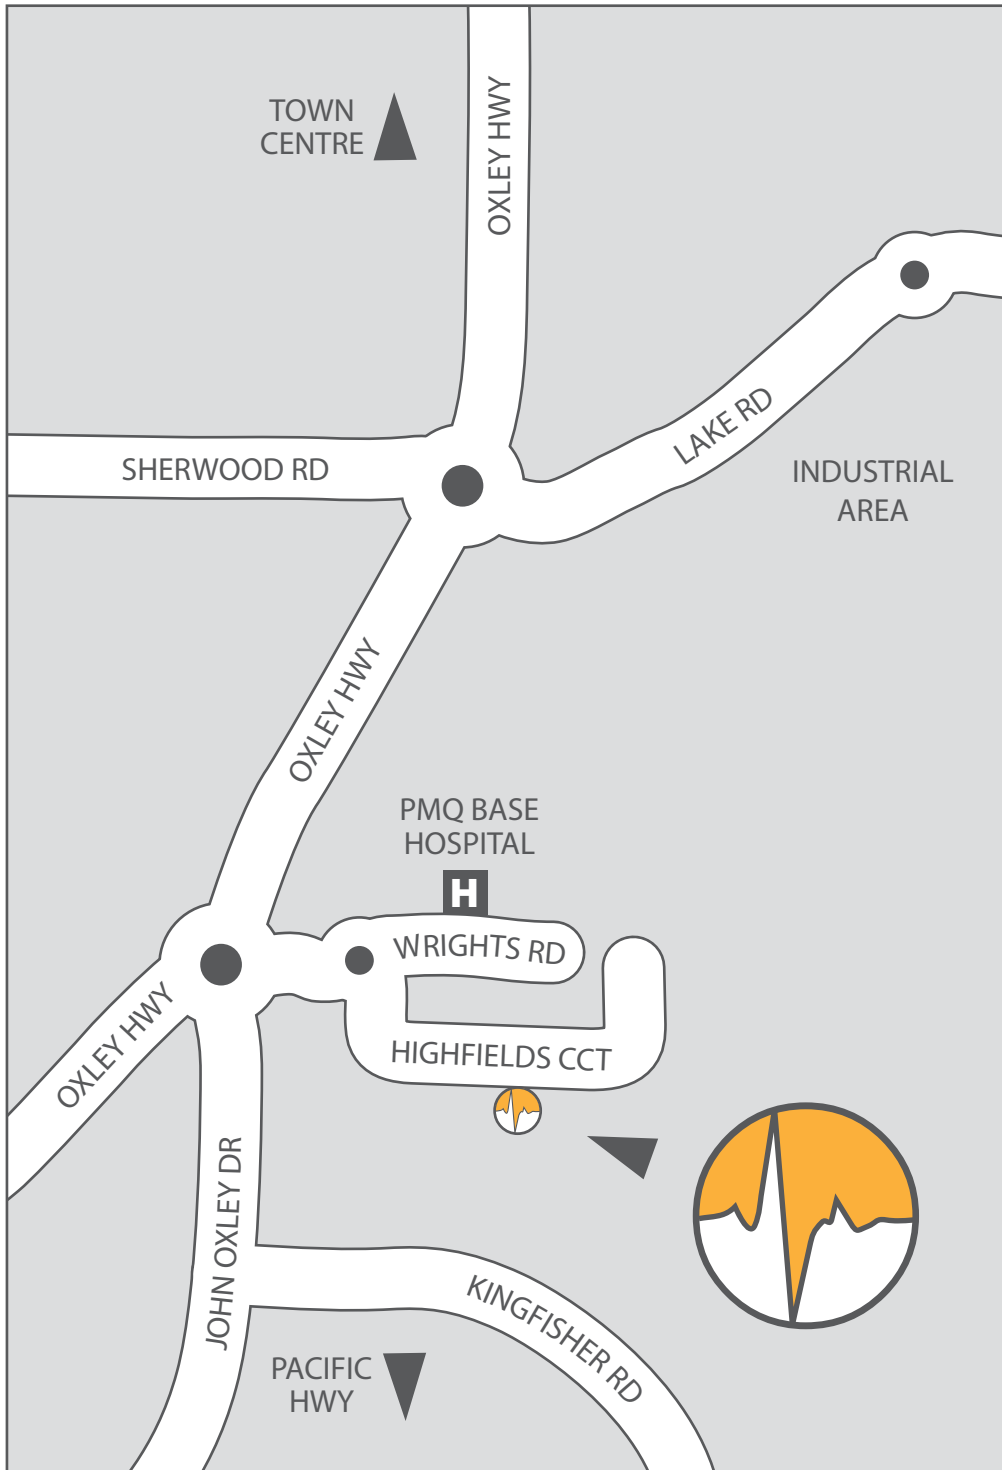 TOWN
CENTRE
OXLEY HWY
LAKE RD
SHERWOOD RD
INDUSTRIAL
AREA
OXLEY HWY
PMQ BASE
HOSPITAL
H
WRIGHTS RD
OXLEY HWY
HIGHFIELDS CCT
JOHN OXLEY DR
KINGFISHER RD
PACIFIC
HWY